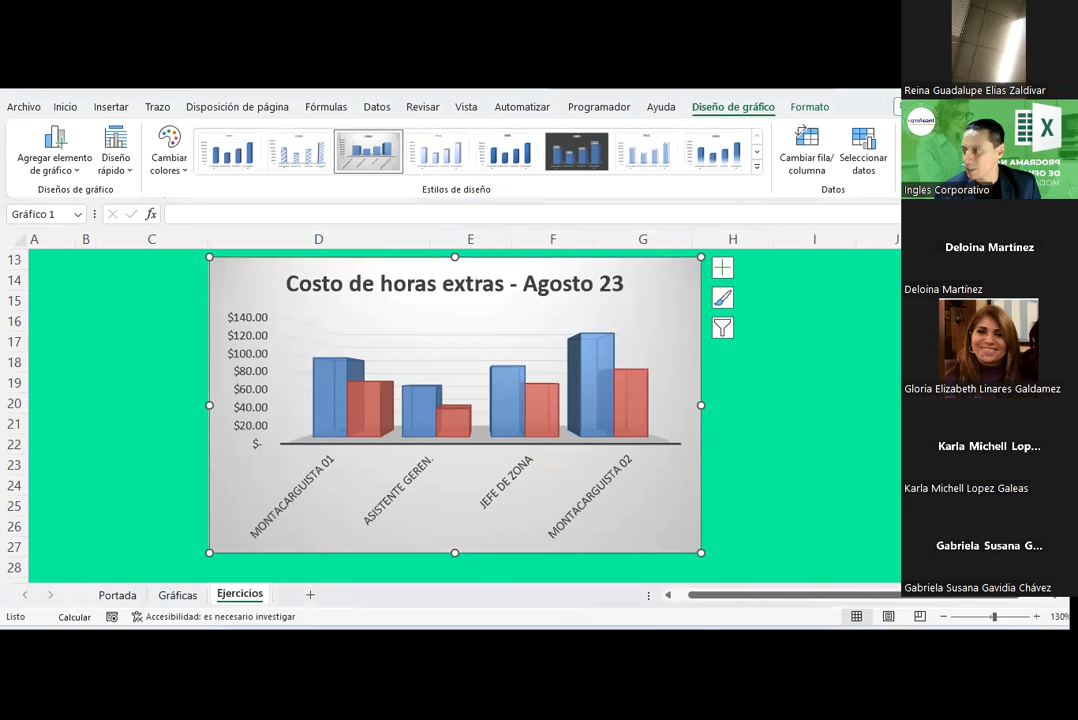 Archivo Inicio Insertar Trazo Disposición de página Fórmulas Datos Revisar Vista Automatizar Programador Ayuda Diseño de gráfico Formato
Agregar elemento de gráfico
Diseño rápido
Cambiar colores
Cambiar fila/columna
Seleccionar datos
Diseños de gráfico
Estilos de diseño
Datos
Gráfico 1
fx
A B C D E F G H I J
13
14
15
16
17
18
19
20
21
22
23
24
25
26
27
28
Costo de horas extras - Agosto 23
$140.00
$120.00
$100.00
$80.00
$60.00
$40.00
$20.00
$-
MONTACARGUISTA 01
ASISTENTE GEREN.
JEFE DE ZONA
MONTACARGUISTA 02
Portada Gráficas Ejercicios
Listo Calcular Accesibilidad: es necesario investigar
130%
Reina Guadalupe Elias Zaldivar
X
Ingles Corporativo
Deloina Martínez
Deloina Martínez
Gloria Elizabeth Linares Galdamez
Karla Michell Lop...
Karla Michell Lopez Galeas
Gabriela Susana G...
Gabriela Susana Gavidia Chávez